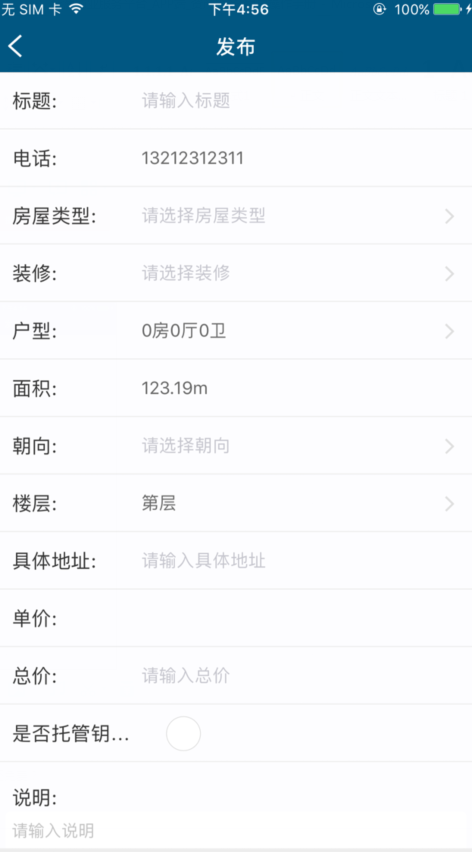 无 SIM 卡 下午4:56 100%
发布
标题: 请输入标题
电话: 13212312311
房屋类型: 请选择房屋类型
装修: 请选择装修
户型: 0房0厅0卫
面积: 123.19m
朝向: 请选择朝向
楼层: 第层
具体地址: 请输入具体地址
单价:
总价: 请输入总价
是否托管钥...
说明:
请输入说明